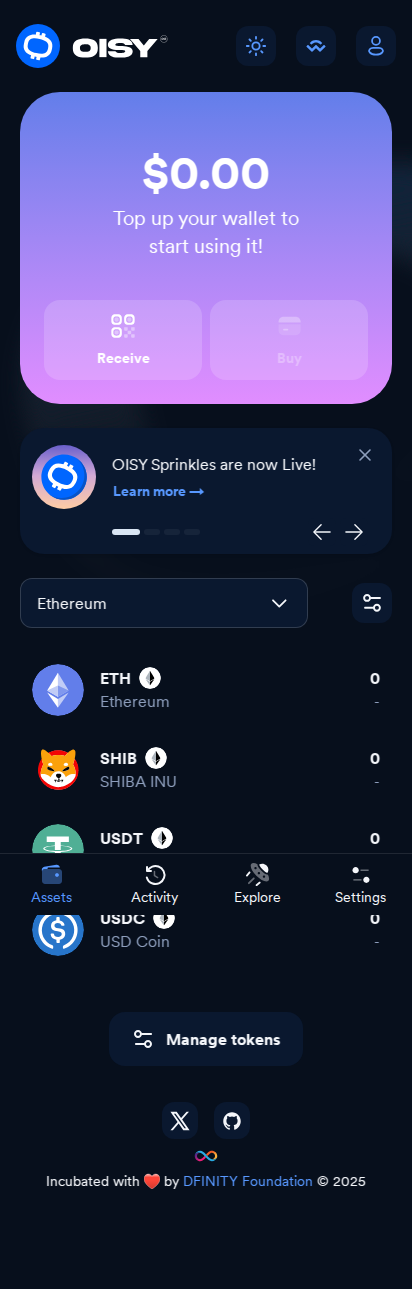 OISY
$0.00
Top up your wallet to
start using it!
Receive
Buy
OISY Sprinkles are now Live!
Learn more →
Ethereum
ETH
0
Ethereum
-
SHIB
0
SHIBA INU
-
USDT
0
Assets
Activity
Explore
Settings
USDC
0
USD Coin
-
Manage tokens
Incubated with ❤️ by DFINITY Foundation © 2025